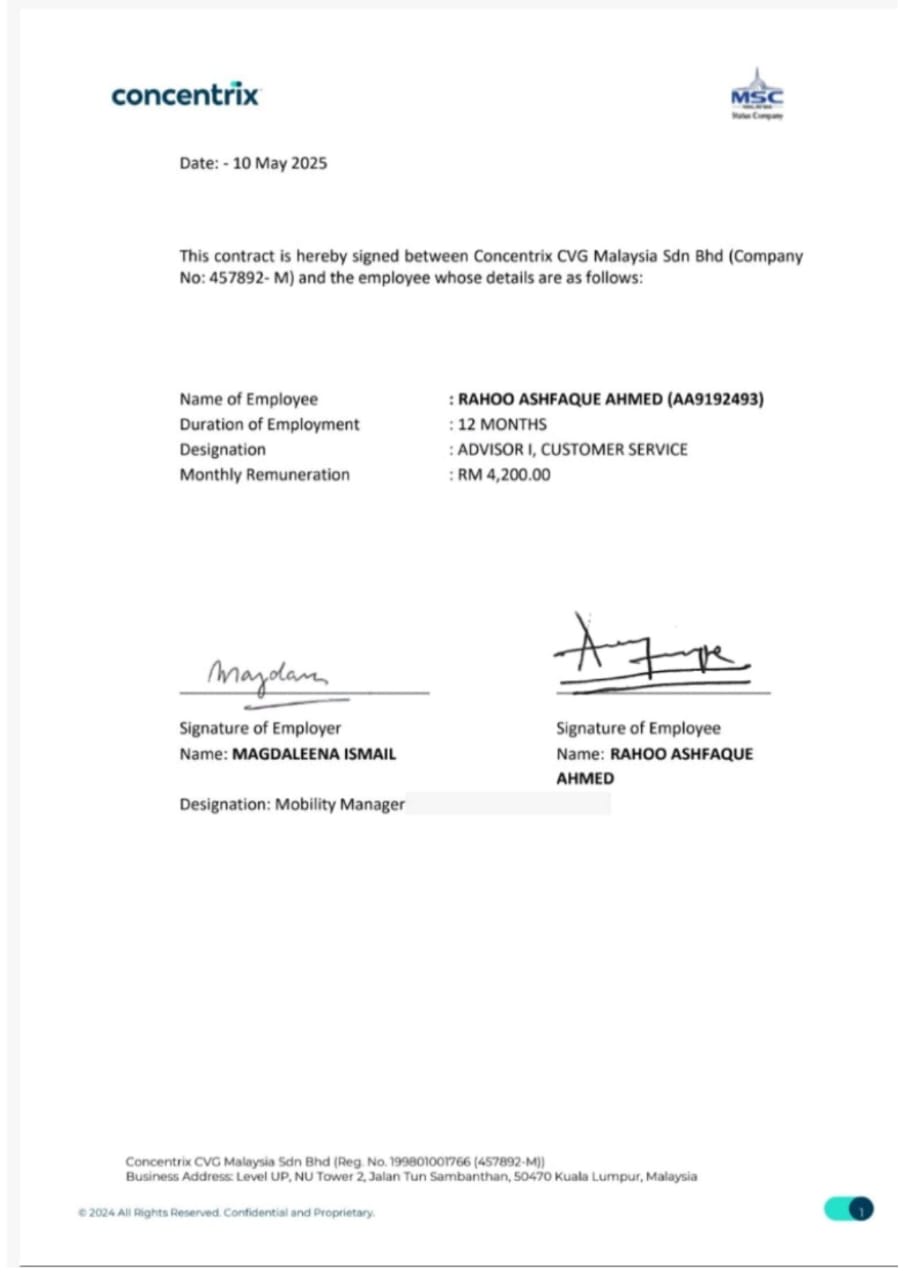 concentrix
MSC
MALAYSIA
Status Company
Date: - 10 May 2025
This contract is hereby signed between Concentrix CVG Malaysia Sdn Bhd (Company
No: 457892- M) and the employee whose details are as follows:
Name of Employee : RAHOO ASHFAQUE AHMED (AA9192493)
Duration of Employment : 12 MONTHS
Designation : ADVISOR I, CUSTOMER SERVICE
Monthly Remuneration : RM 4,200.00
Signature of Employer Signature of Employee
Name: MAGDALEENA ISMAIL Name: RAHOO ASHFAQUE
AHMED
Designation: Mobility Manager
Concentrix CVG Malaysia Sdn Bhd (Reg. No. 199801001766 (457892-M))
Business Address: Level UP, NU Tower 2, Jalan Tun Sambanthan, 50470 Kuala Lumpur, Malaysia
© 2024 All Rights Reserved. Confidential and Proprietary.
1